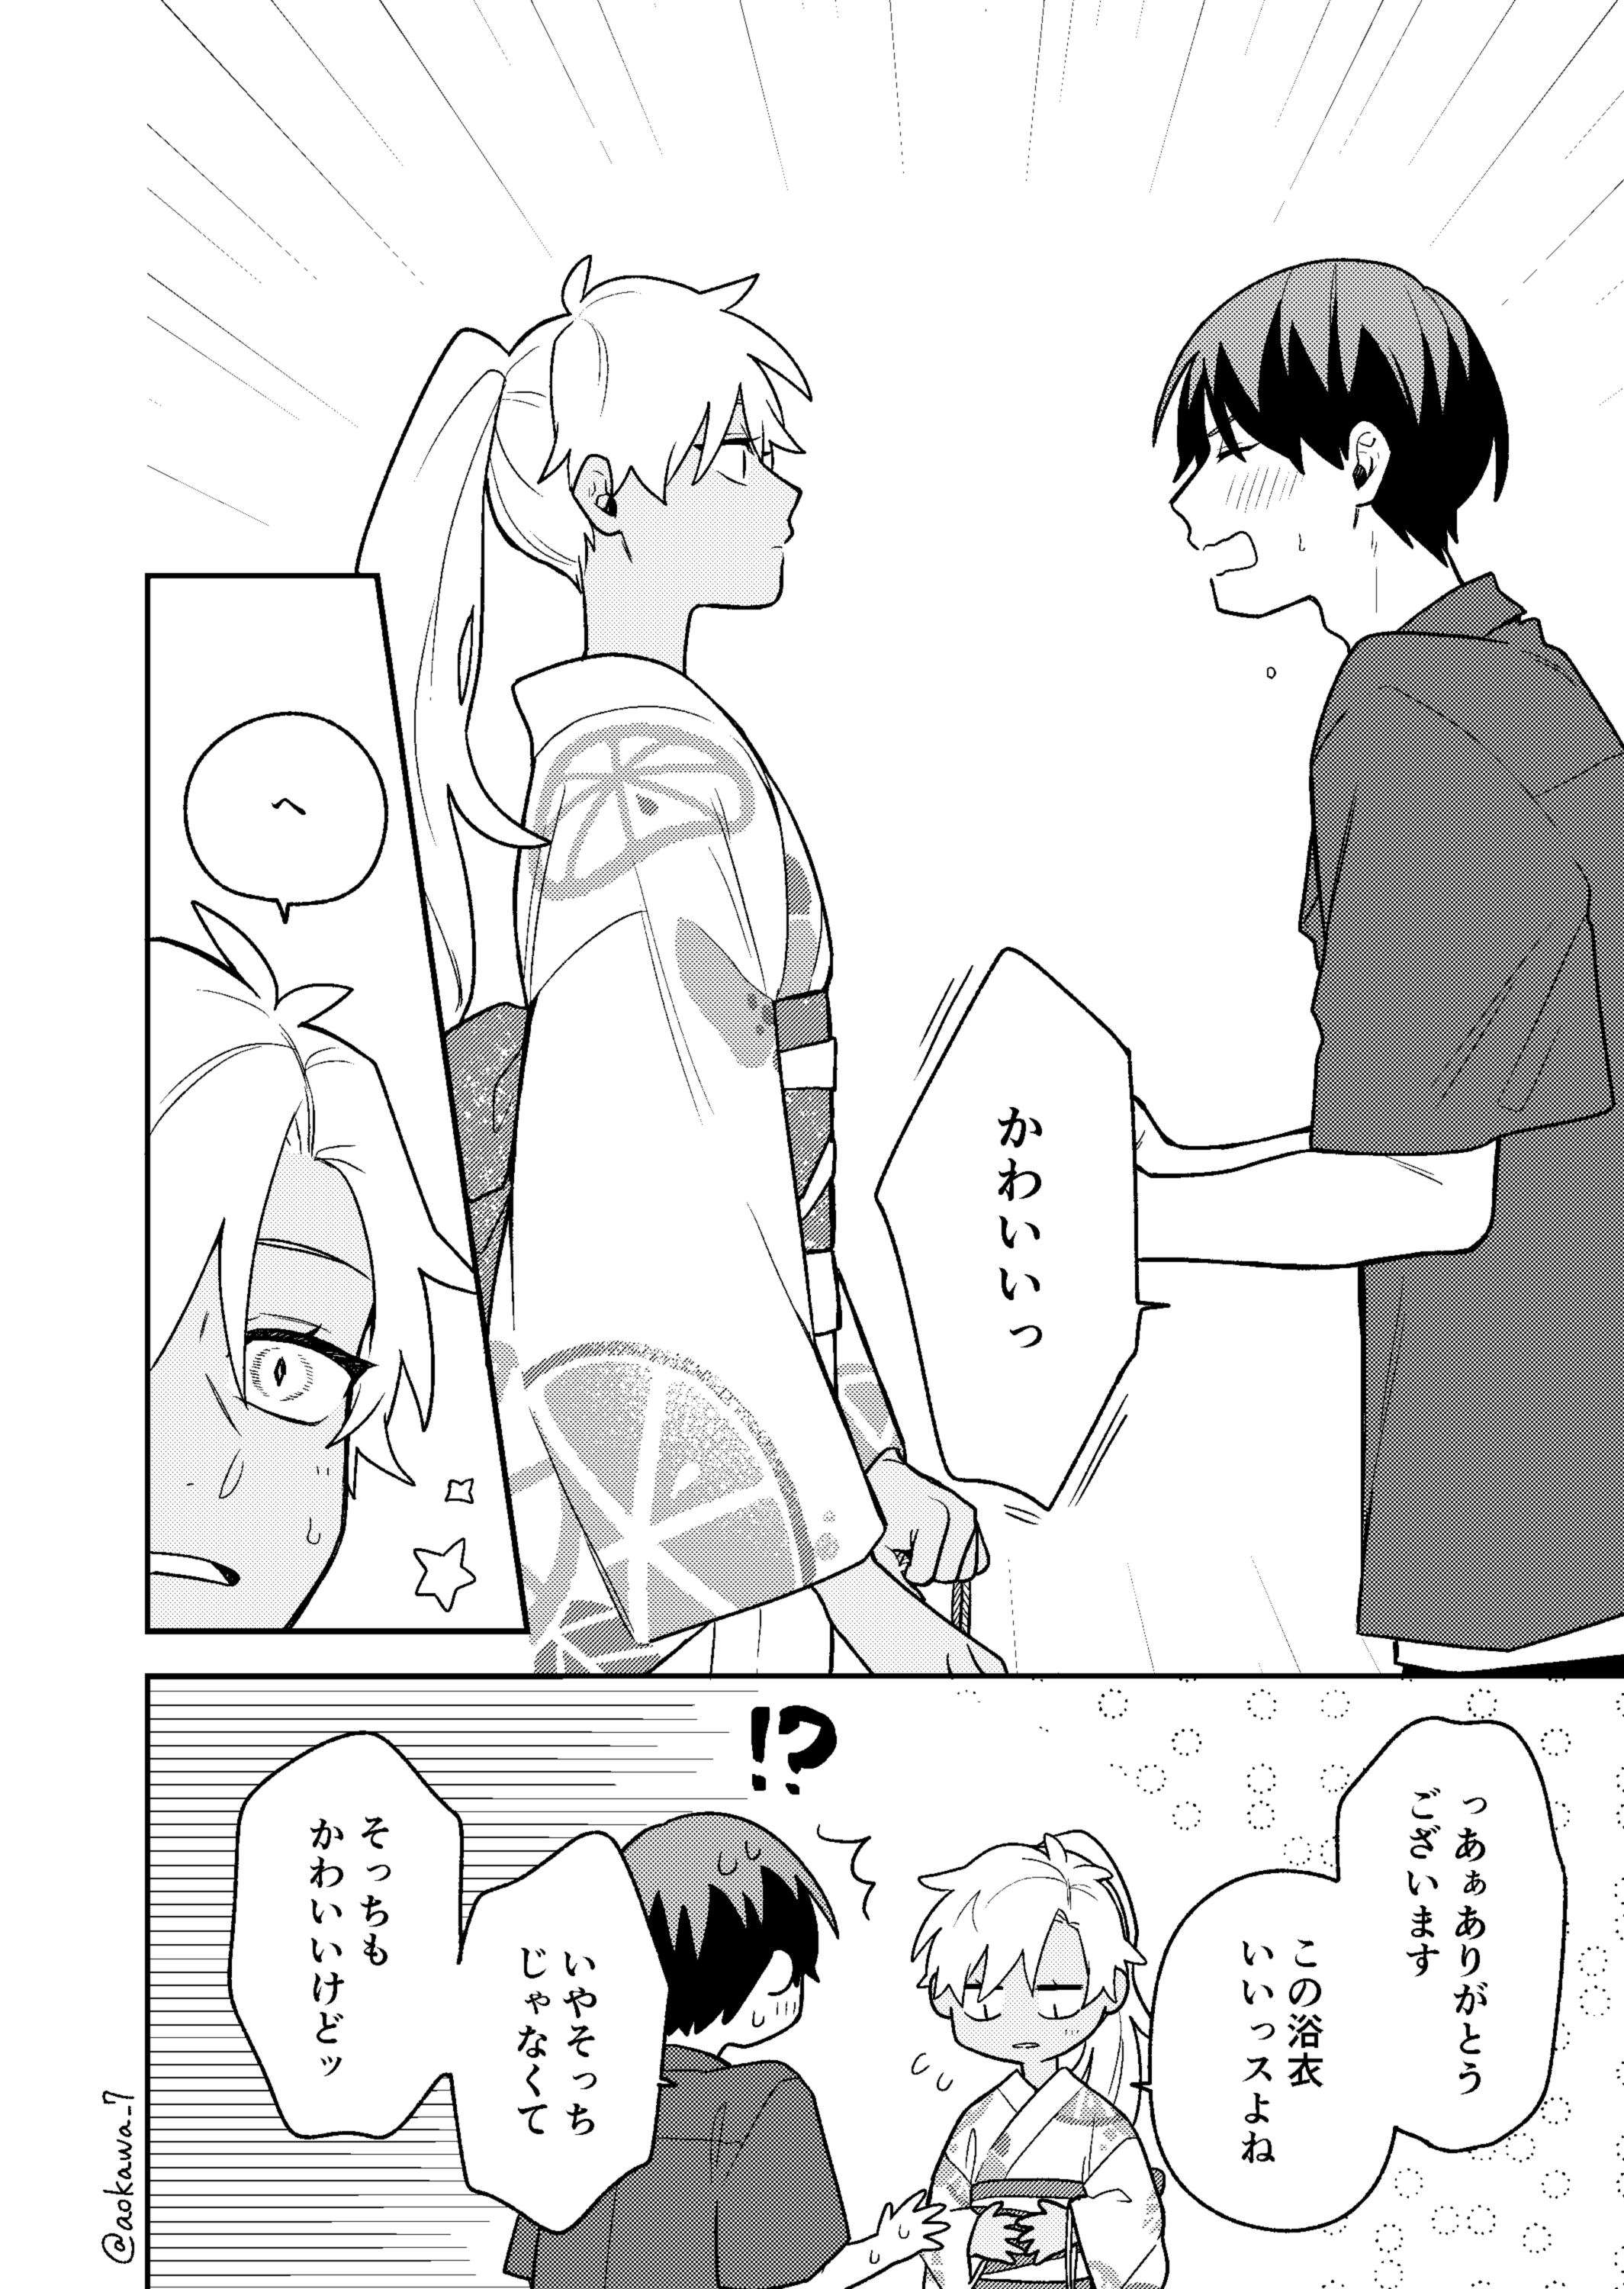 かわいいっ
へ
っあぁありがとう
ございます
この浴衣
いいっスよね
!?
いやそっち
じゃなくて
そっちも
かわいいけどッ
@aokawa_7